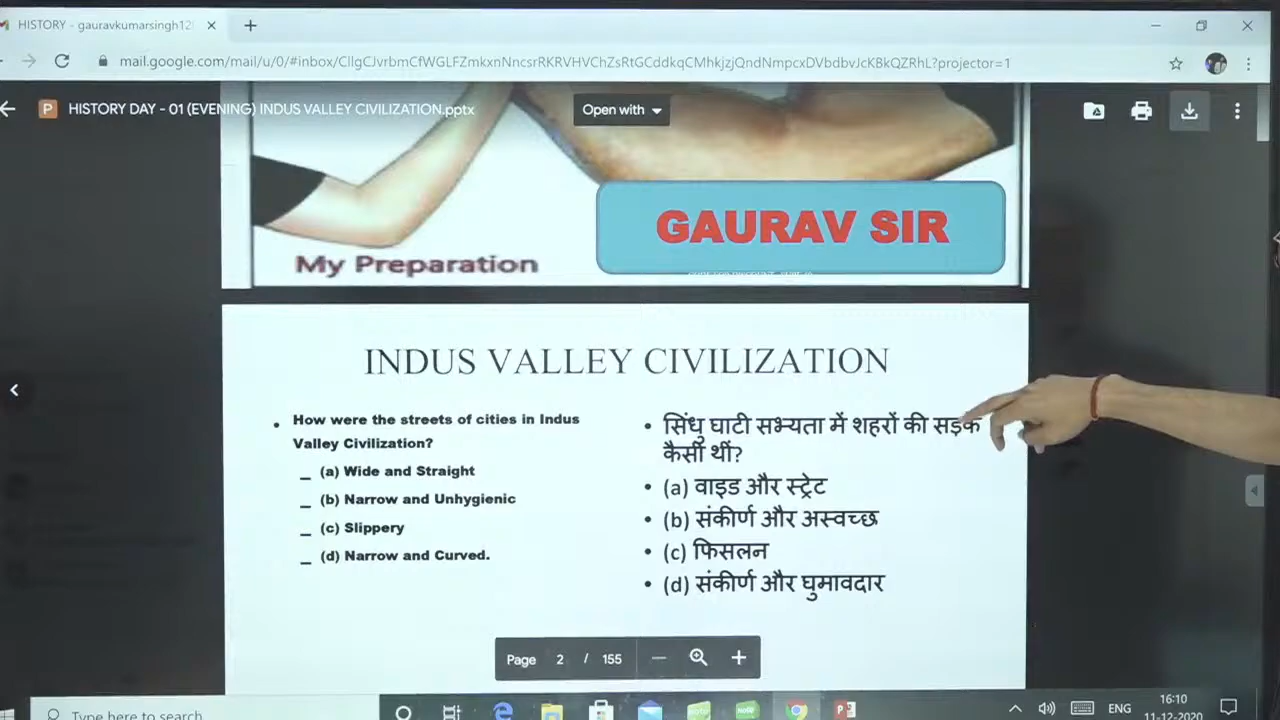 HISTORY - gauravkumarsingh12
mail.google.com/mail/u/0/#inbox/CllgCJvrbmCfWGLFZmkxnNncsrRKRVHVChZsRtGCddkqCMhkjzjQndNmpcxDVbdbvJcKBkQZRhL?projector=1
P HISTORY DAY - 01 (EVENING) INDUS VALLEY CIVILIZATION.pptx
Open with
GAURAV SIR
My Preparation
INDUS VALLEY CIVILIZATION
• How were the streets of cities in Indus
Valley Civilization?
_ (a) Wide and Straight
_ (b) Narrow and Unhygienic
_ (c) Slippery
_ (d) Narrow and Curved.
• सिंधु घाटी सभ्यता में शहरों की सड़कें
कैसी थीं?
• (a) वाइड और स्ट्रेट
• (b) संकीर्ण और अस्वच्छ
• (c) फिसलन
• (d) संकीर्ण और घुमावदार
Page 2 / 155
Type here to search
ENG
16:10
11-12-2020